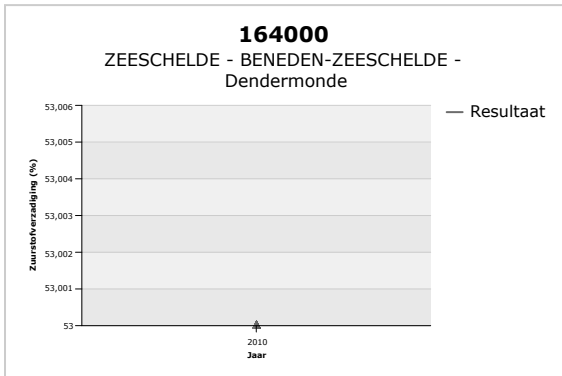 164000
ZEESCHELDE - BENEDEN-ZEESCHELDE -
Dendermonde
Resultaat
Zuurstofverzadiging (%)
53,006
53,005
53,004
53,003
53,002
53,001
53
2010
Jaar